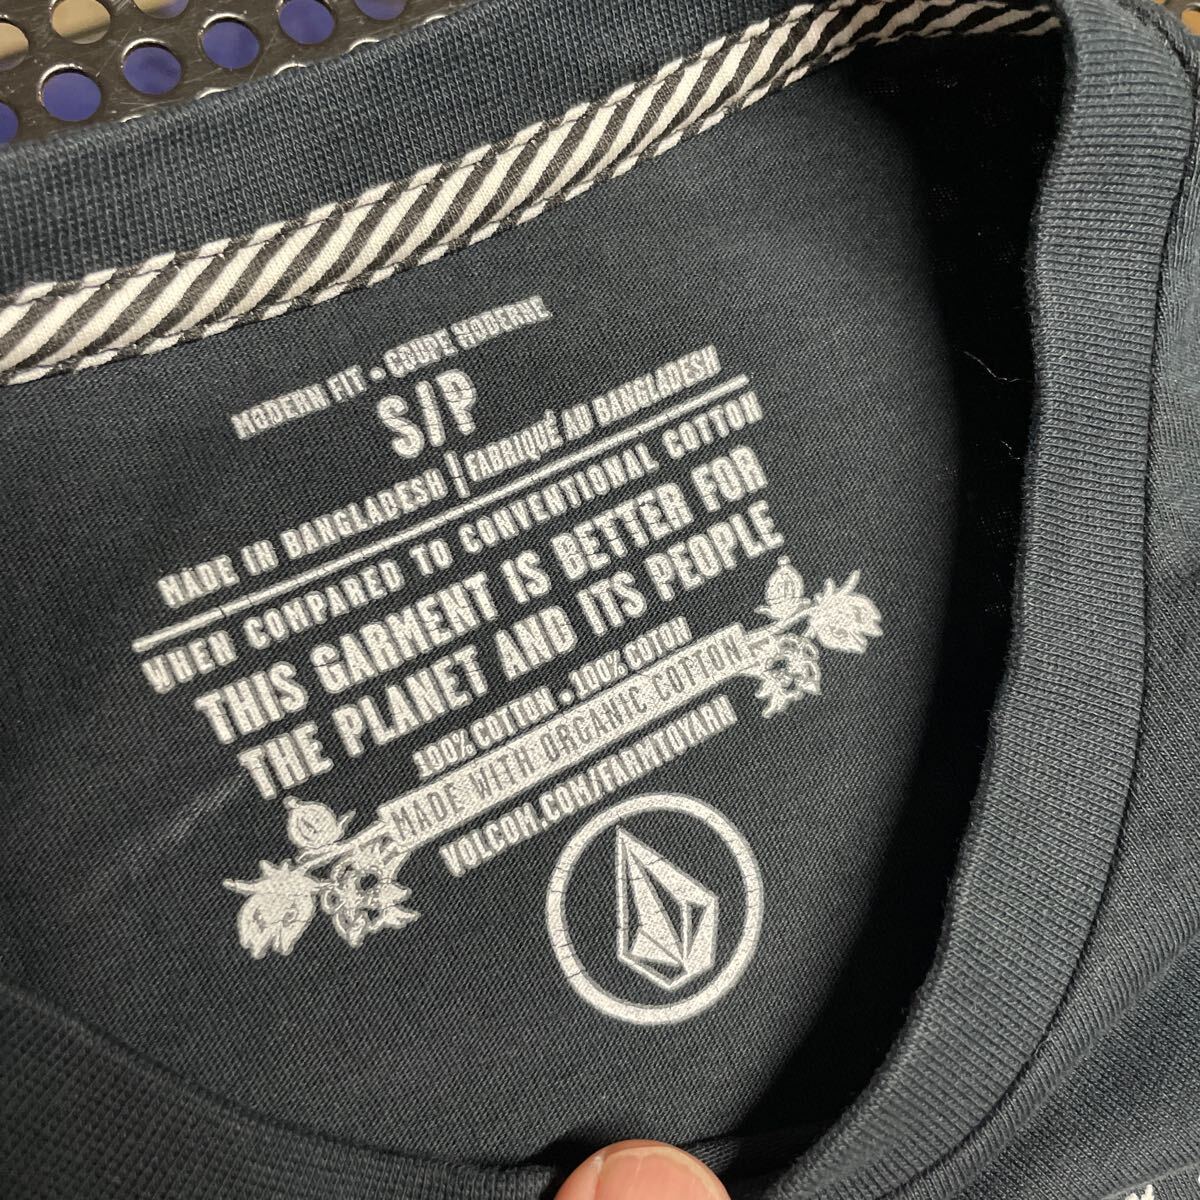 MODERN FIT • COUPE MODERNE
S/P
MADE IN BANGLADESH | FABRIQUÉ AU BANGLADESH
WHEN COMPARED TO CONVENTIONAL COTTON
THIS GARMENT IS BETTER FOR
THE PLANET AND ITS PEOPLE
100% COTTON • 100% COTON
MADE WITH ORGANIC COTTON
VOLCOM.COM/FARMTOYARN